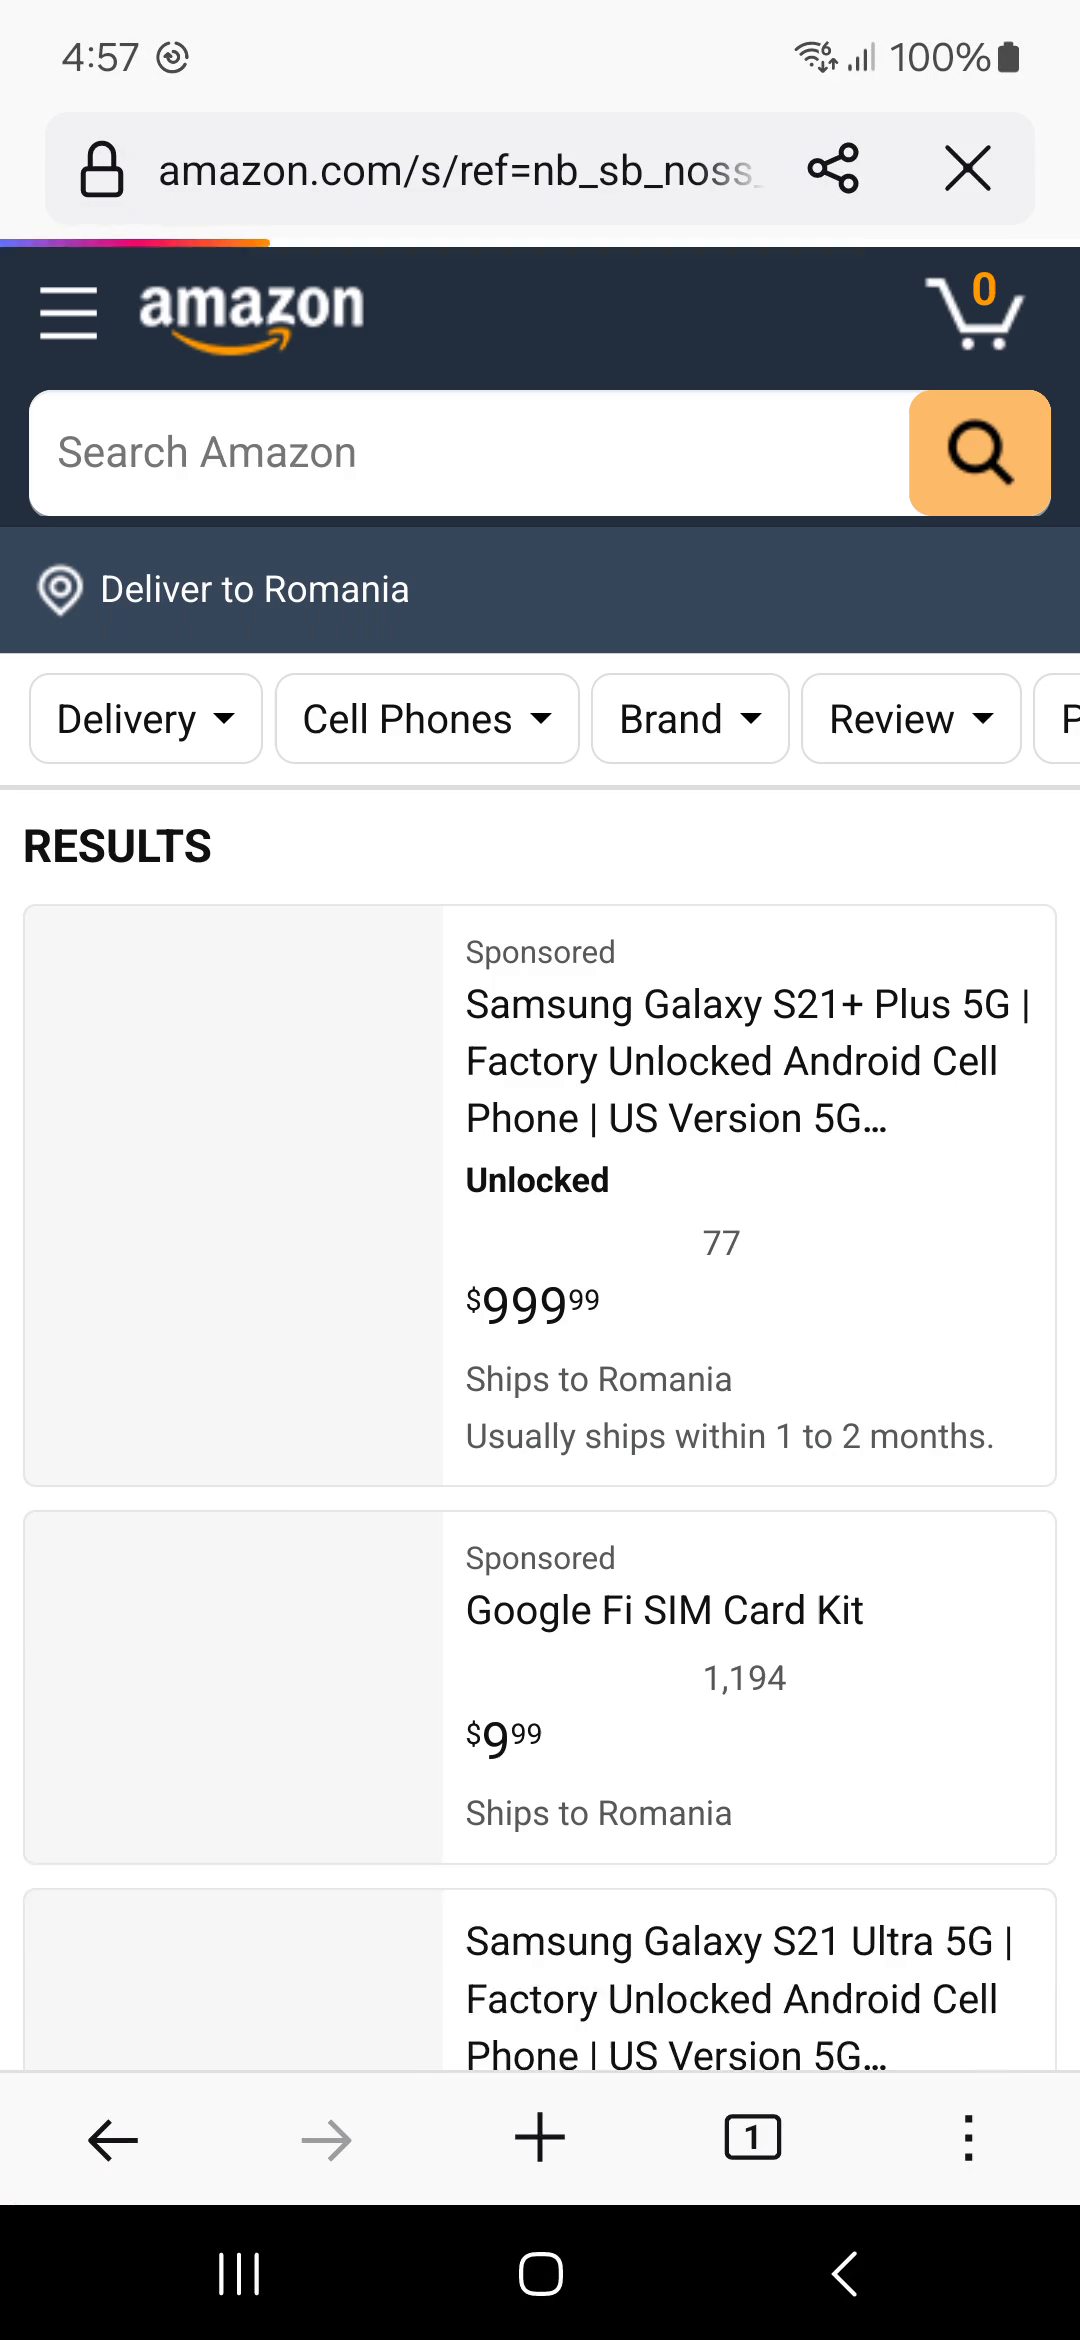 4:57
6
100%
amazon.com/s/ref=nb_sb_noss_
amazon
0
Search Amazon
Deliver to Romania
Delivery
Cell Phones
Brand
Review
RESULTS
Sponsored
Samsung Galaxy S21+ Plus 5G |
Factory Unlocked Android Cell
Phone | US Version 5G...
Unlocked
77
$999 99
Ships to Romania
Usually ships within 1 to 2 months.
Sponsored
Google Fi SIM Card Kit
1,194
$9 99
Ships to Romania
Samsung Galaxy S21 Ultra 5G |
Factory Unlocked Android Cell
Phone | US Version 5G...
1